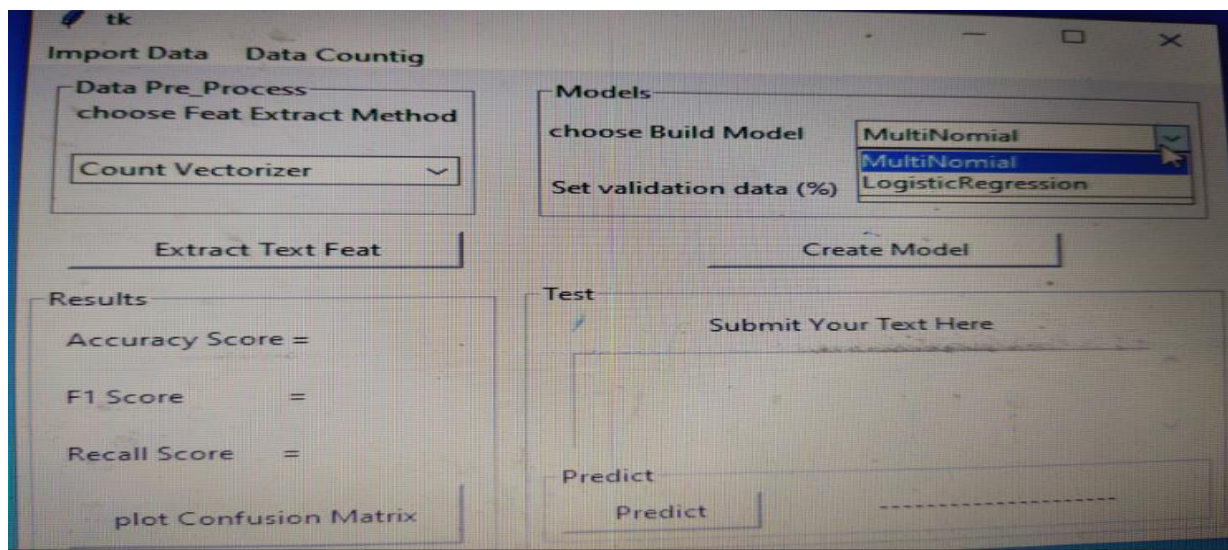 tk
Import Data Data Countig
Data Pre_Process
choose Feat Extract Method
Count Vectorizer
Extract Text Feat
Models
choose Build Model MultiNomial
MultiNomial
LogisticRegression
Set validation data (%)
Create Model
Results
Accuracy Score =
F1 Score =
Recall Score =
plot Confusion Matrix
Test
Submit Your Text Here
Predict
Predict --------------------